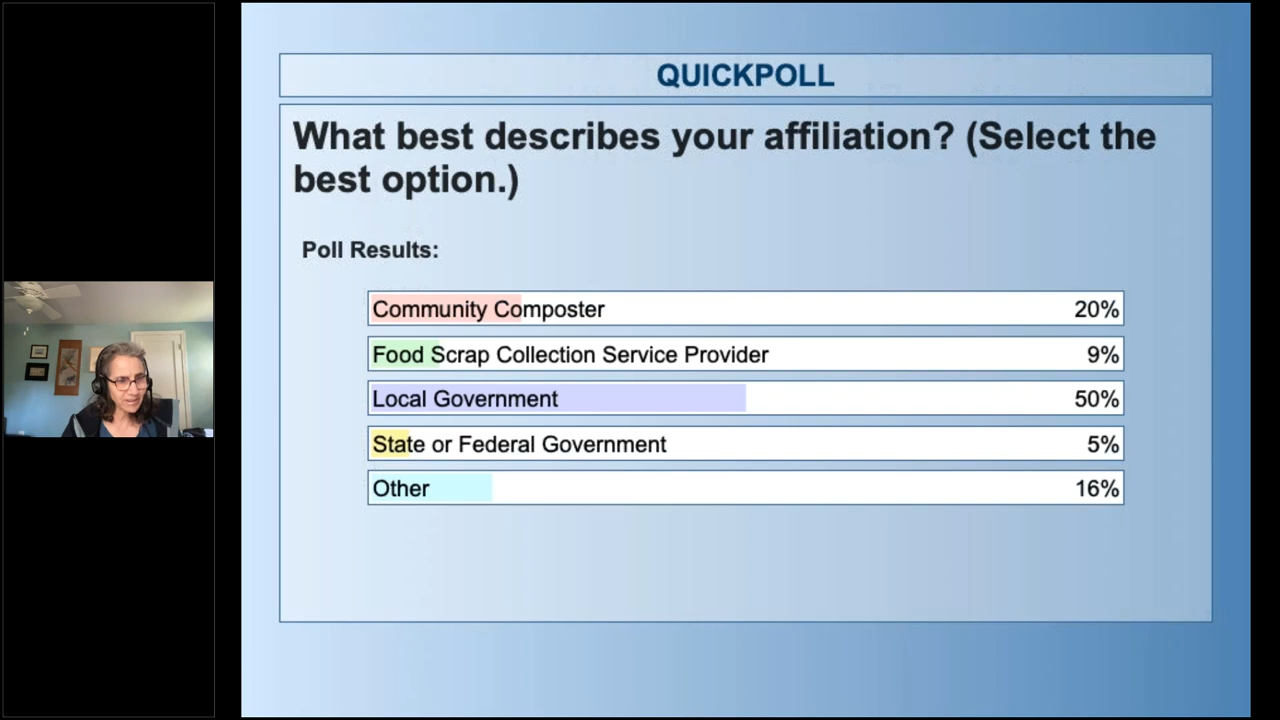 QUICKPOLL
What best describes your affiliation? (Select the
best option.)
Poll Results:
Community Composter 20%
Food Scrap Collection Service Provider 9%
Local Government 50%
State or Federal Government 5%
Other 16%